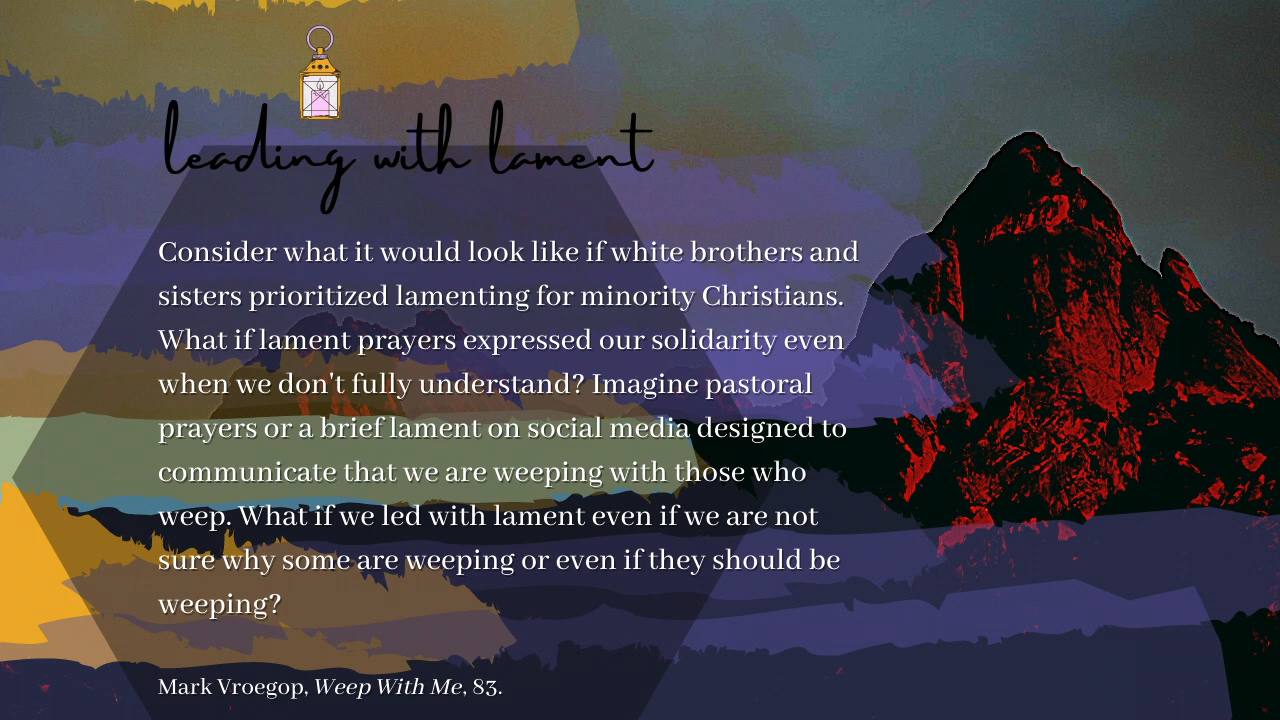 leading with lament
Consider what it would look like if white brothers and
sisters prioritized lamenting for minority Christians.
What if lament prayers expressed our solidarity even
when we don't fully understand? Imagine pastoral
prayers or a brief lament on social media designed to
communicate that we are weeping with those who
weep. What if we led with lament even if we are not
sure why some are weeping or even if they should be
weeping?
Mark Vroegop, Weep With Me, 83.